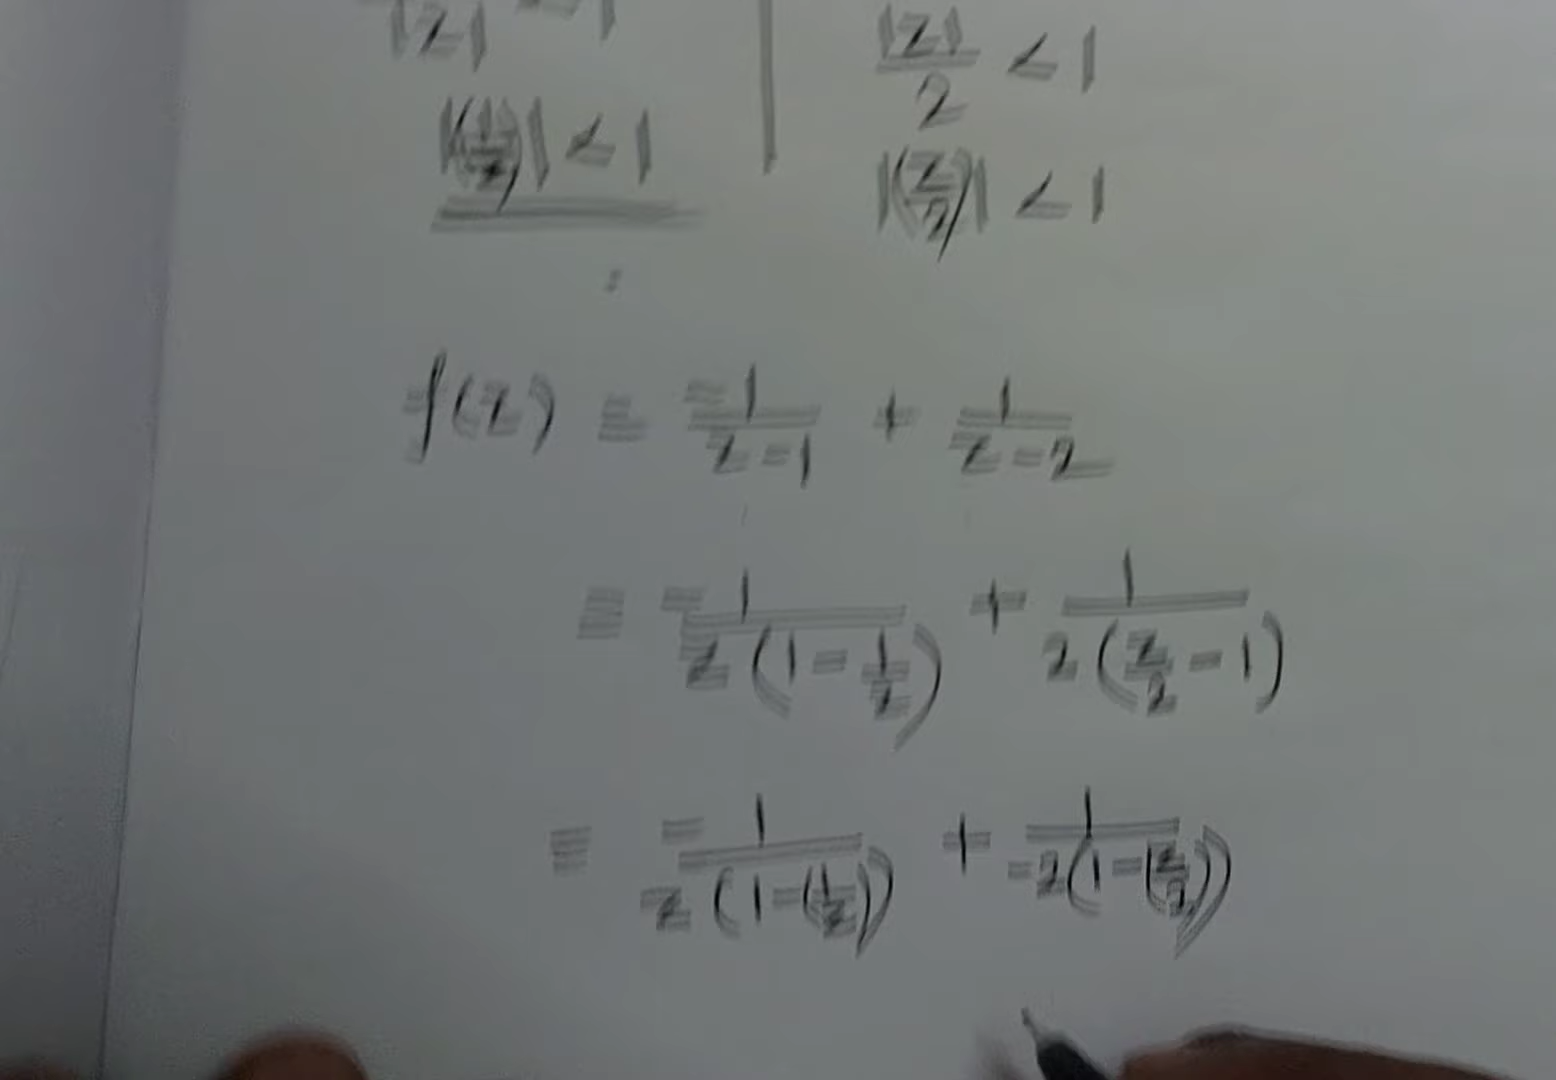 |z| < 1
|z|/2 < 1
|(1/z)| < 1
|(z/2)| < 1
f(z) = -1/(z-1) + 1/(z-2)
= -1/(z(1-1/z)) + 1/(2(z/2-1))
= -1/(z(1-(1/z))) + 1/(-2(1-(z/2)))